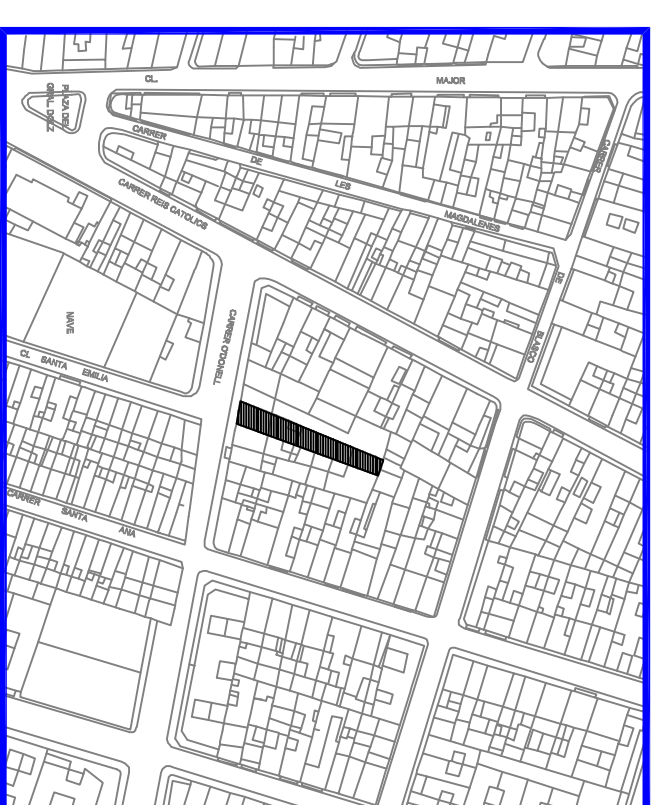 CL.
MAJOR
PLAZA DEL
GRAL DOIZ
CARRER
DE
LES
MAGDALENES
CARRER
DE
BLASCO
CARRER REIS CATOLICS
CARRER O'DONELL
NAVE
CL SANTA EMILIA
CARRER SANTA ANA